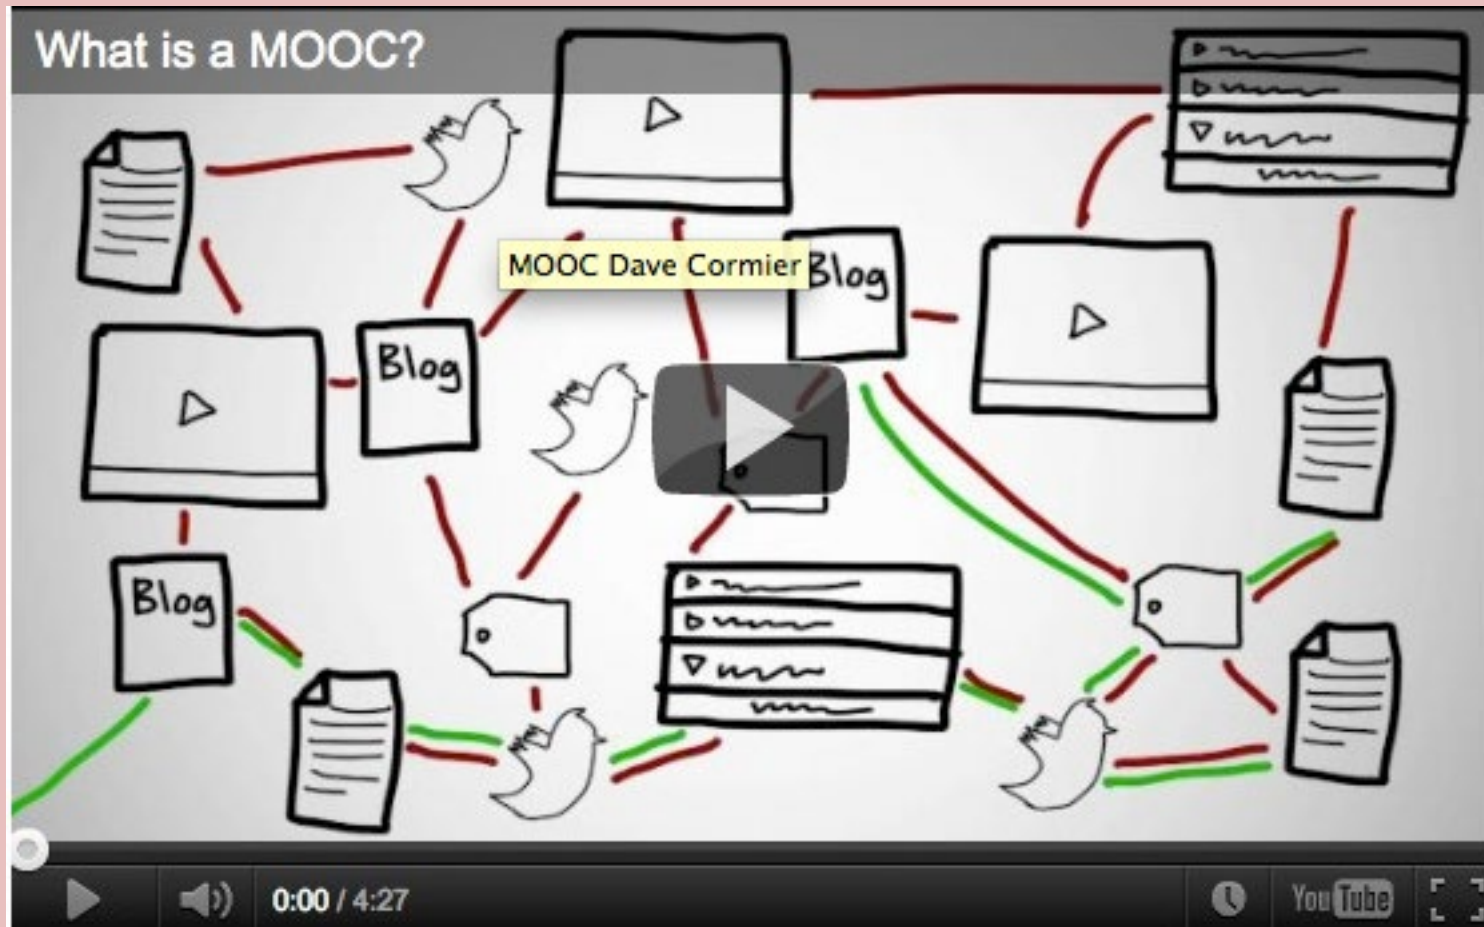 What is a MOOC?
MOOC Dave Cormier
Blog
Blog
Blog
0:00 / 4:27
YouTube